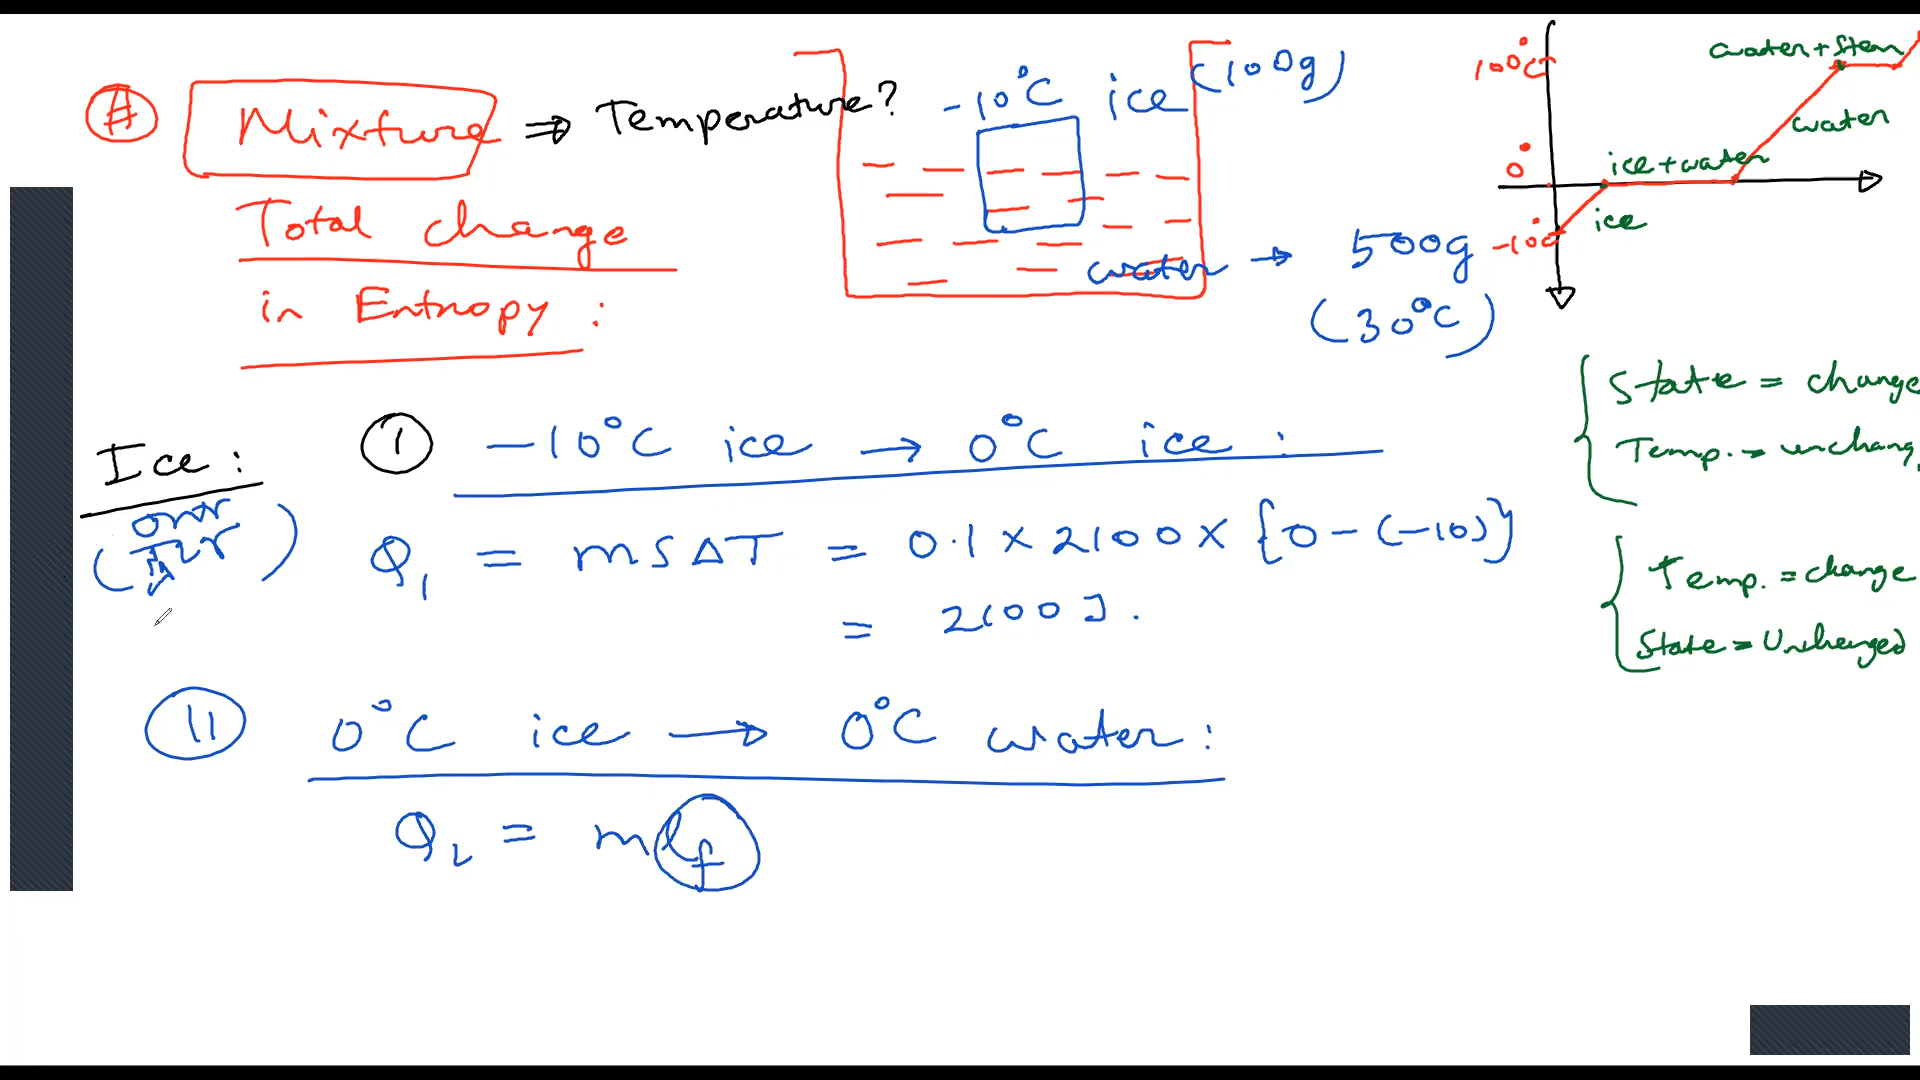 # Mixture ⇒ Temperature?
Total change
in Entropy :
-10°C ice (100g)
water → 500g
(30°C)
100°C
0°
-10°
water + steam
water
ice + water
ice
State = change
Temp. =
Temp. = change
State = Unchanged
Ice :
① -10°C ice → 0°C ice :
Q₁ = mSΔT = 0.1 × 2100 × {0 - (-10)}
= 2100 J.
⑪ 0°C ice → 0°C water :
Q₂ = mlf